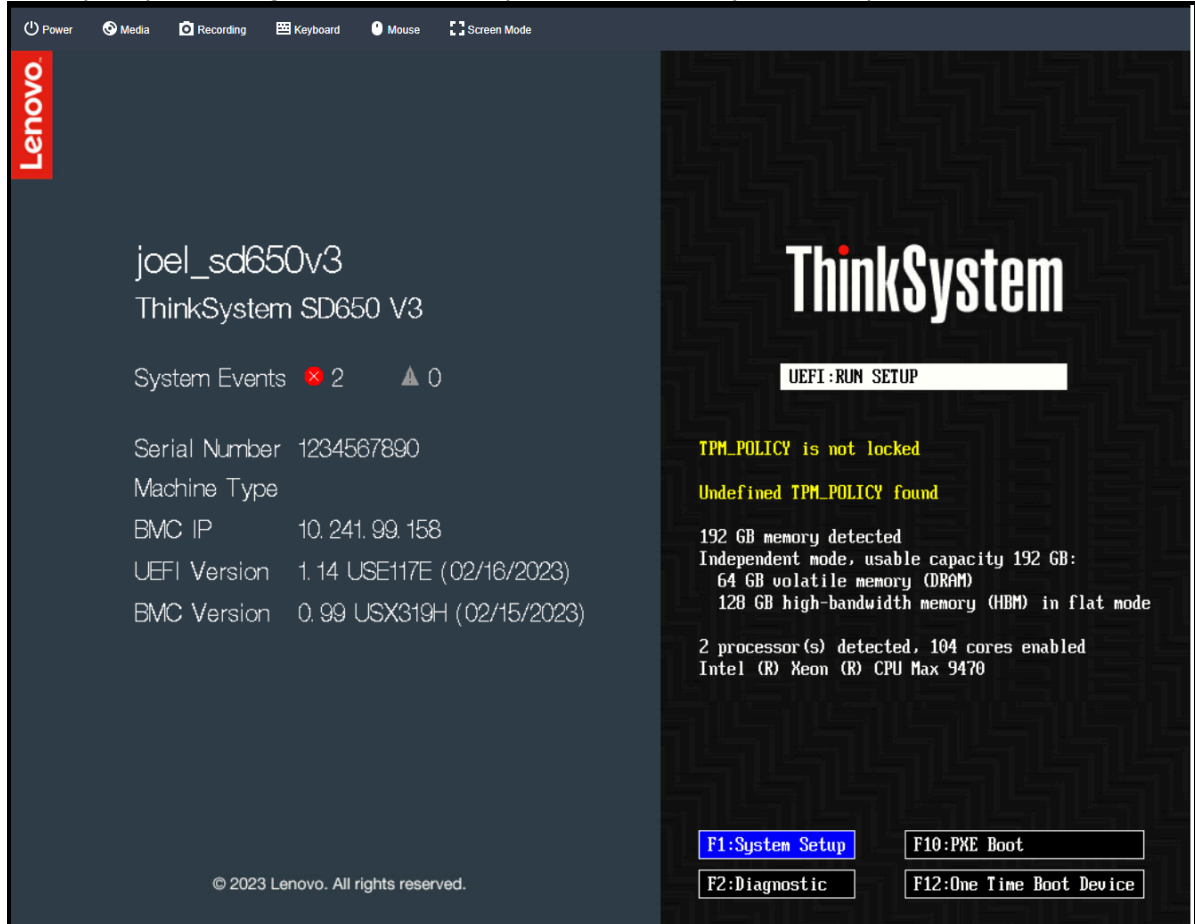 Power Media Recording Keyboard Mouse Screen Mode
Lenovo.
joel_sd650v3
ThinkSystem SD650 V3
System Events 2 0
Serial Number 1234567890
Machine Type
BMC IP 10.241.99.158
UEFI Version 1.14 USE117E (02/16/2023)
BMC Version 0.99 USX319H (02/15/2023)
© 2023 Lenovo. All rights reserved.
ThinkSystem
UEFI:RUN SETUP
TPM_POLICY is not locked
Undefined TPM_POLICY found
192 GB memory detected
Independent mode, usable capacity 192 GB:
64 GB volatile memory (DRAM)
128 GB high-bandwidth memory (HBM) in flat mode
2 processor(s) detected, 104 cores enabled
Intel (R) Xeon (R) CPU Max 9470
F1:System Setup F10:PXE Boot
F2:Diagnostic F12:One Time Boot Device